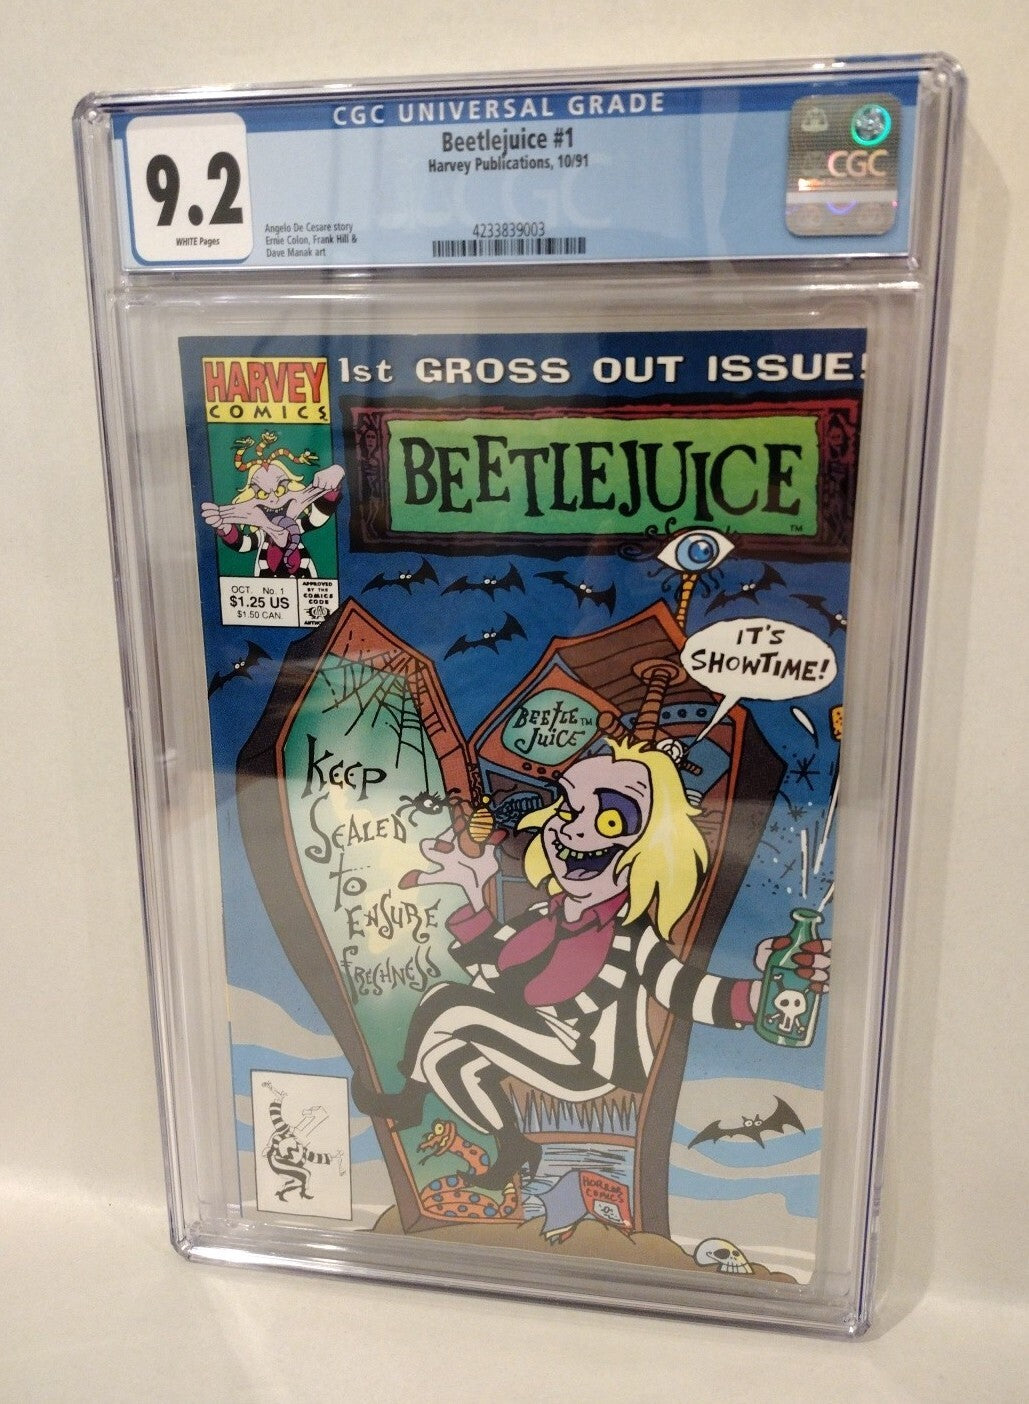 CGC UNIVERSAL GRADE
9.2
WHITE Pages
Beetlejuice #1
Harvey Publications, 10/91
Angelo De Cesare story
Ernie Colon, Frank Hill &
Dave Manak art
4233839003
CGC
HARVEY
COMICS
1st GROSS OUT ISSUE!
BEETLEJUICE
TM
OCT. No. 1
$1.25 US
$1.50 CAN.
APPROVED
BY THE
COMICS
CODE
IT'S
SHOWTIME!
BEETLE TM
JUICE
KEEP
SEALED
TO
ENSURE
FRESHNESS
HORROR
COMICS